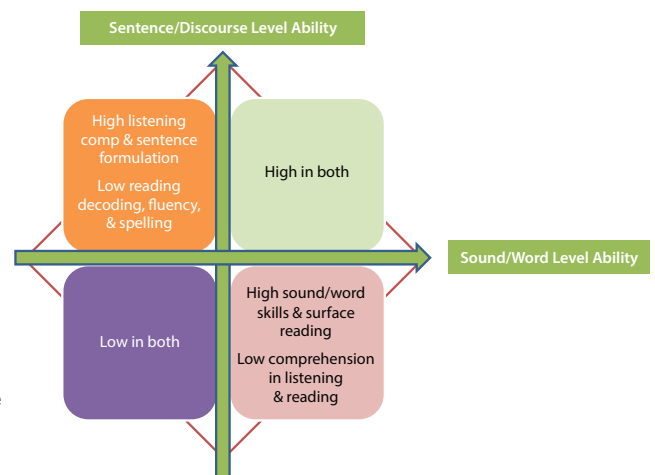 Sentence/Discourse Level Ability
High listening
comp & sentence
formulation
Low reading
decoding, fluency,
& spelling
High in both
Sound/Word Level Ability
Low in both
High sound/word
skills & surface
reading
Low comprehension
in listening
& reading